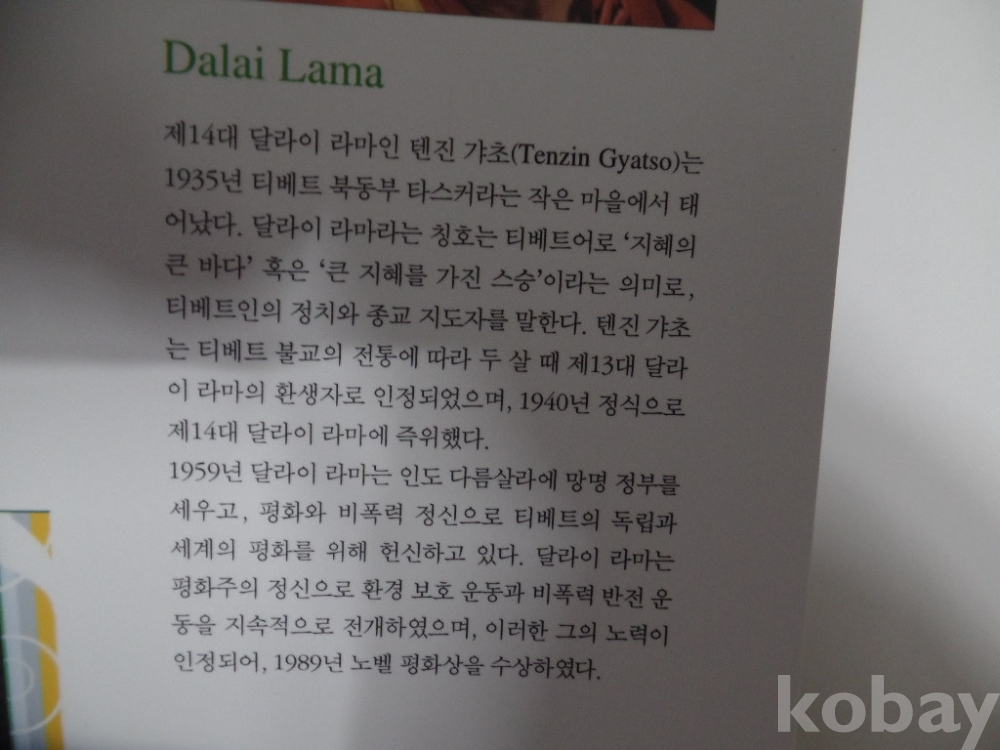 Dalai Lama
제14대 달라이 라마인 텐진 갸초(Tenzin Gyatso)는
1935년 티베트 북동부 타스커라는 작은 마을에서 태
어났다. 달라이 라마라는 칭호는 티베트어로 ‘지혜의
큰 바다’ 혹은 ‘큰 지혜를 가진 스승’이라는 의미로,
티베트인의 정치와 종교 지도자를 말한다. 텐진 갸초
는 티베트 불교의 전통에 따라 두 살 때 제13대 달라
이 라마의 환생자로 인정되었으며, 1940년 정식으로
제14대 달라이 라마에 즉위했다.
1959년 달라이 라마는 인도 다름살라에 망명 정부를
세우고, 평화와 비폭력 정신으로 티베트의 독립과
세계의 평화를 위해 헌신하고 있다. 달라이 라마는
평화주의 정신으로 환경 보호 운동과 비폭력 반전 운
동을 지속적으로 전개하였으며, 이러한 그의 노력이
인정되어, 1989년 노벨 평화상을 수상하였다.
kobay